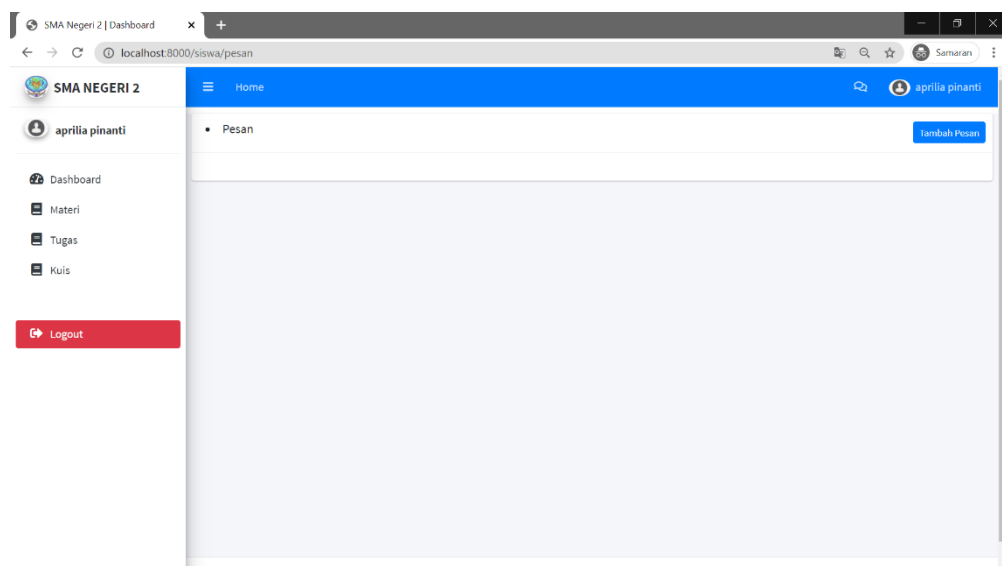 SMA Negeri 2 | Dashboard
localhost:8000/siswa/pesan
Samaran
SMA NEGERI 2
Home
aprilia pinanti
aprilia pinanti
Pesan
Tambah Pesan
Dashboard
Materi
Tugas
Kuis
Logout